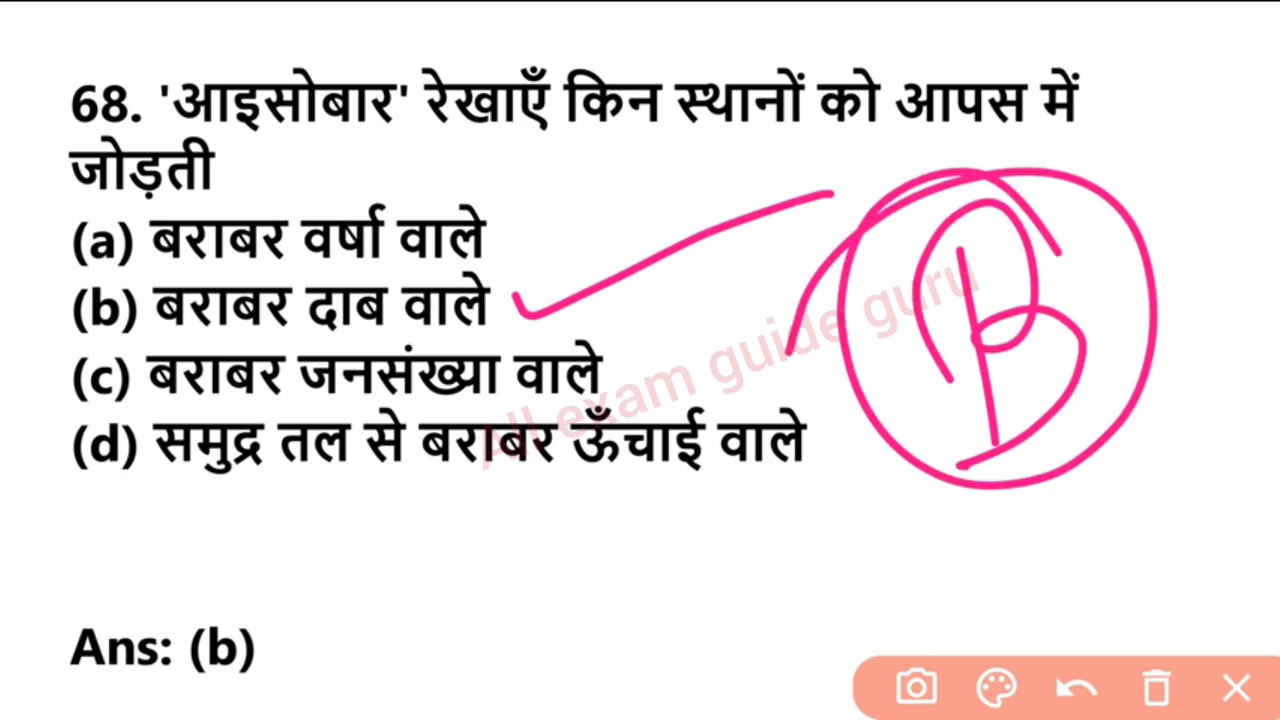 68. 'आइसोबार' रेखाएँ किन स्थानों को आपस में
जोड़ती
(a) बराबर वर्षा वाले
(b) बराबर दाब वाले
(c) बराबर जनसंख्या वाले
(d) समुद्र तल से बराबर ऊँचाई वाले
B
All exam guide guru
Ans: (b)